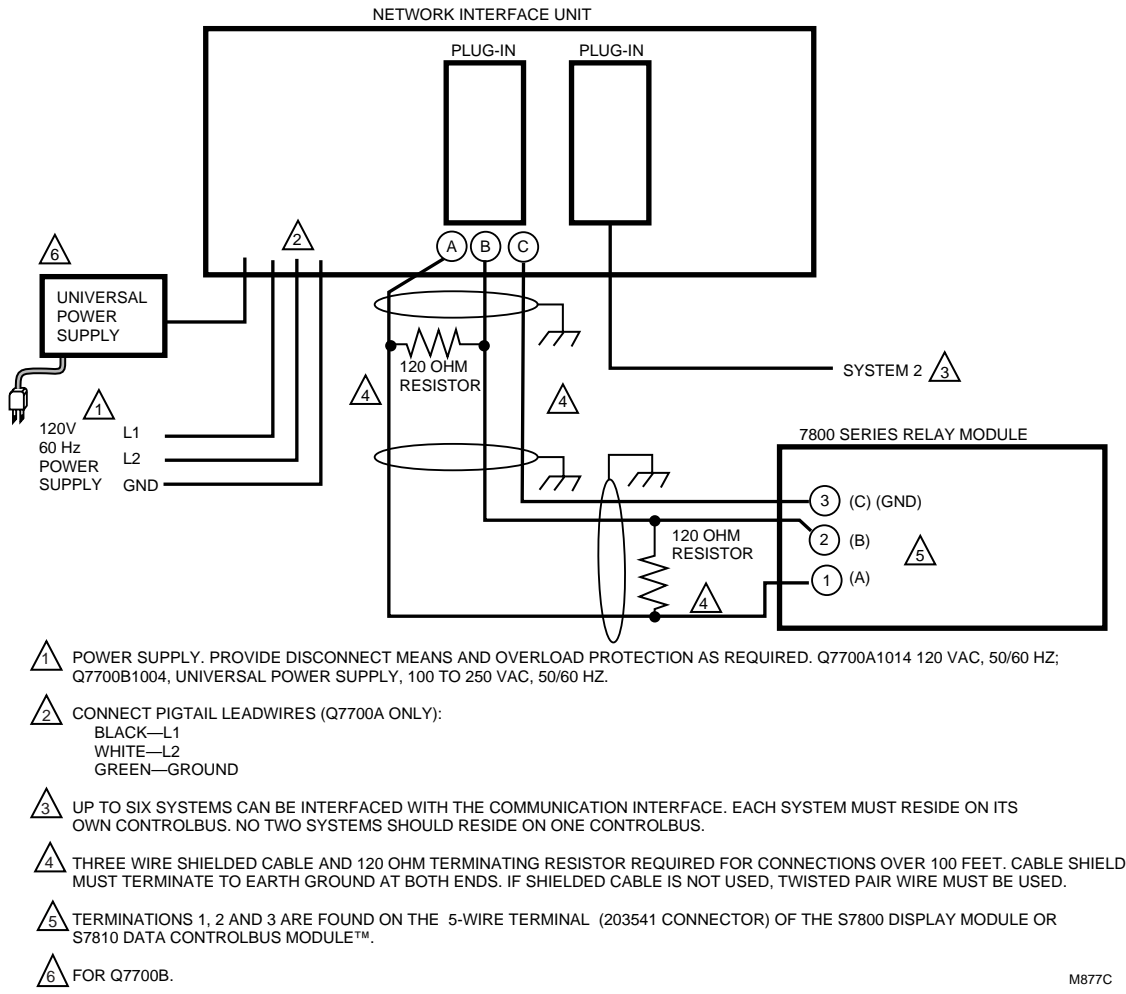 NETWORK INTERFACE UNIT
PLUG-IN
PLUG-IN
A
B
C
2
6
UNIVERSAL
POWER
SUPPLY
120 OHM
RESISTOR
4
4
SYSTEM 2
3
1
120V
60 Hz
POWER
SUPPLY
L1
L2
GND
7800 SERIES RELAY MODULE
3
(C) (GND)
2
(B)
1
(A)
5
120 OHM
RESISTOR
4
1 POWER SUPPLY. PROVIDE DISCONNECT MEANS AND OVERLOAD PROTECTION AS REQUIRED. Q7700A1014 120 VAC, 50/60 HZ;
Q7700B1004, UNIVERSAL POWER SUPPLY, 100 TO 250 VAC, 50/60 HZ.
2 CONNECT PIGTAIL LEADWIRES (Q7700A ONLY):
BLACK—L1
WHITE—L2
GREEN—GROUND
3 UP TO SIX SYSTEMS CAN BE INTERFACED WITH THE COMMUNICATION INTERFACE. EACH SYSTEM MUST RESIDE ON ITS
OWN CONTROLBUS. NO TWO SYSTEMS SHOULD RESIDE ON ONE CONTROLBUS.
4 THREE WIRE SHIELDED CABLE AND 120 OHM TERMINATING RESISTOR REQUIRED FOR CONNECTIONS OVER 100 FEET. CABLE SHIELD
MUST TERMINATE TO EARTH GROUND AT BOTH ENDS. IF SHIELDED CABLE IS NOT USED, TWISTED PAIR WIRE MUST BE USED.
5 TERMINATIONS 1, 2 AND 3 ARE FOUND ON THE 5-WIRE TERMINAL (203541 CONNECTOR) OF THE S7800 DISPLAY MODULE OR
S7810 DATA CONTROLBUS MODULE™.
6 FOR Q7700B.
M877C